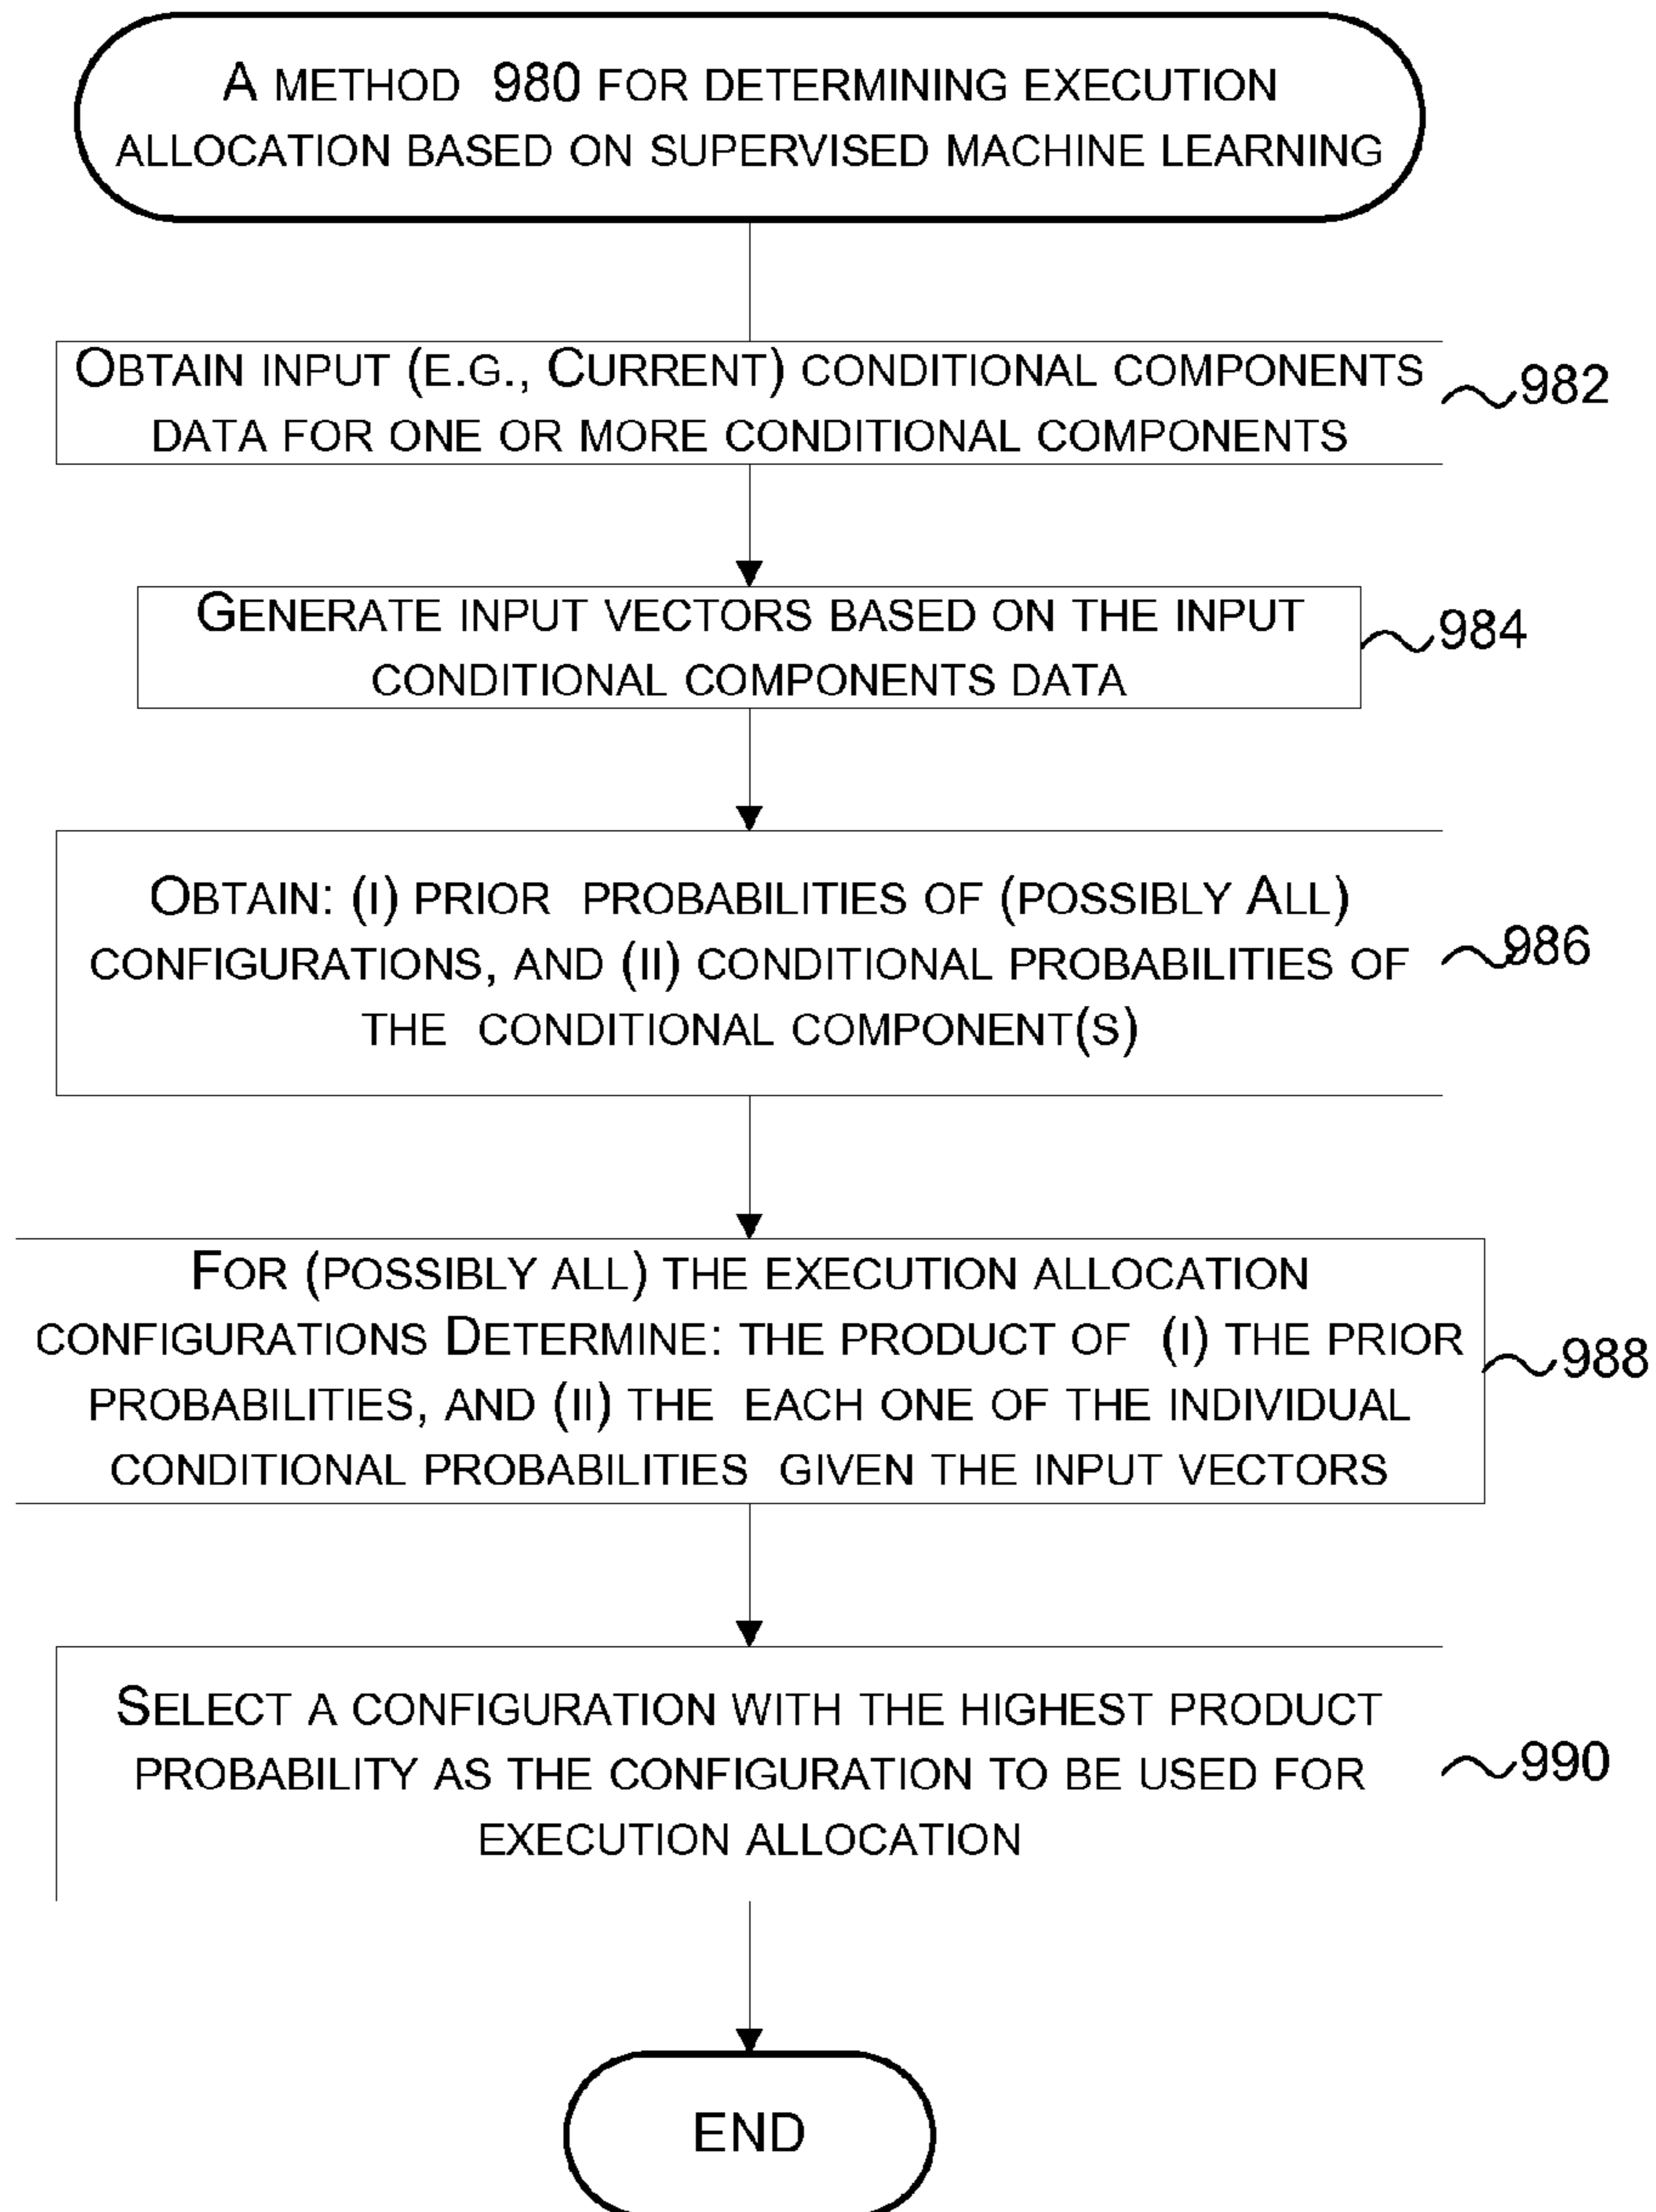 A METHOD 980 FOR DETERMINING EXECUTION
ALLOCATION BASED ON SUPERVISED MACHINE LEARNING
OBTAIN INPUT (E.G., CURRENT) CONDITIONAL COMPONENTS
DATA FOR ONE OR MORE CONDITIONAL COMPONENTS
982
GENERATE INPUT VECTORS BASED ON THE INPUT
CONDITIONAL COMPONENTS DATA
984
OBTAIN: (I) PRIOR PROBABILITIES OF (POSSIBLY ALL)
CONFIGURATIONS, AND (II) CONDITIONAL PROBABILITIES OF
THE CONDITIONAL COMPONENT(S)
986
FOR (POSSIBLY ALL) THE EXECUTION ALLOCATION
CONFIGURATIONS DETERMINE: THE PRODUCT OF (I) THE PRIOR
PROBABILITIES, AND (II) THE EACH ONE OF THE INDIVIDUAL
CONDITIONAL PROBABILITIES GIVEN THE INPUT VECTORS
988
SELECT A CONFIGURATION WITH THE HIGHEST PRODUCT
PROBABILITY AS THE CONFIGURATION TO BE USED FOR
EXECUTION ALLOCATION
990
END